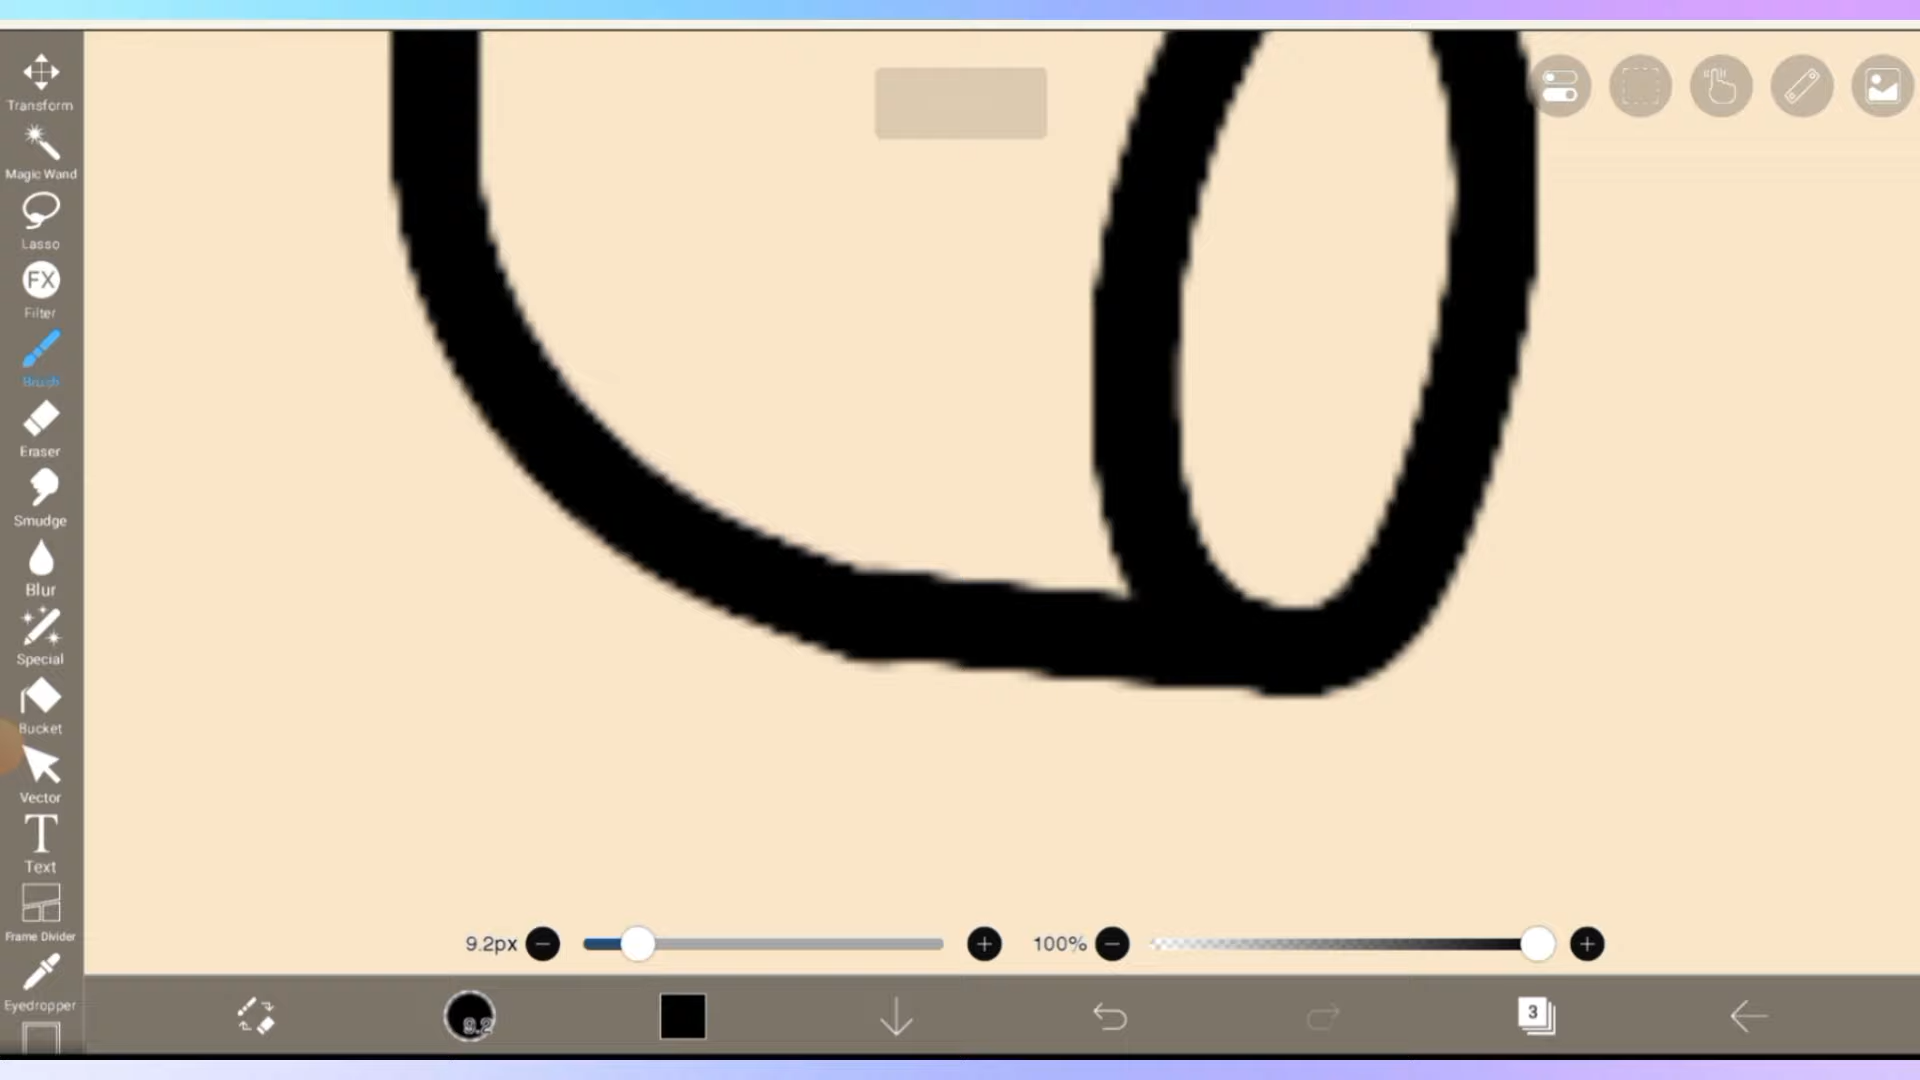 Transform
Magic Wand
Lasso
FX
Filter
Brush
Eraser
Smudge
Blur
Special
Bucket
Vector
T
Text
Frame Divider
Eyedropper
9.2px
100%
9.2
3